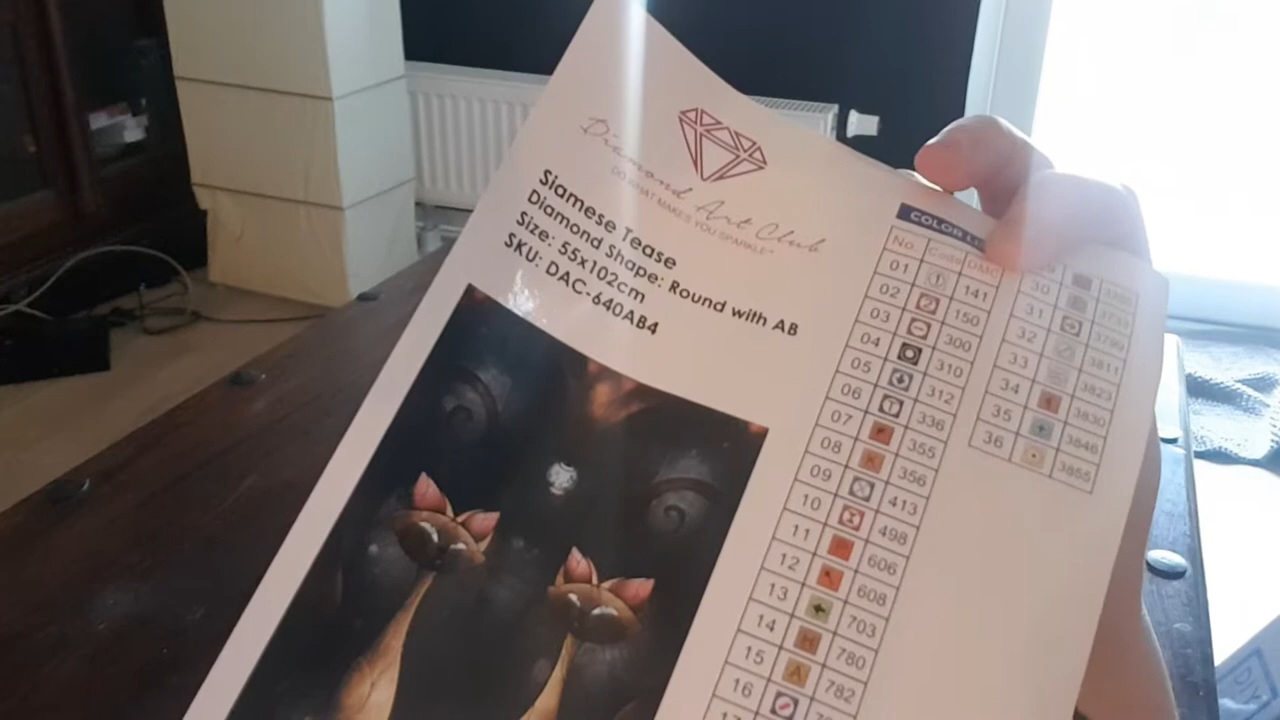 Diamond Art Club
DO WHAT MAKES YOU SPARKLE
Siamese Tease
Diamond Shape: Round with AB
Size: 55x102cm
SKU: DAC-640AB4
COLOR
No. Code DMC
01 141
02 2 150
03 300
04 310
05 312
06 T 336
07 F 355
08 K 356
09 413
10 498
11 606
12 608
13 703
14 H 780
15 A 782
16
30 3733
31 3799
32 3811
33 3823
34 3830
35 + 3846
36 3855
DIY